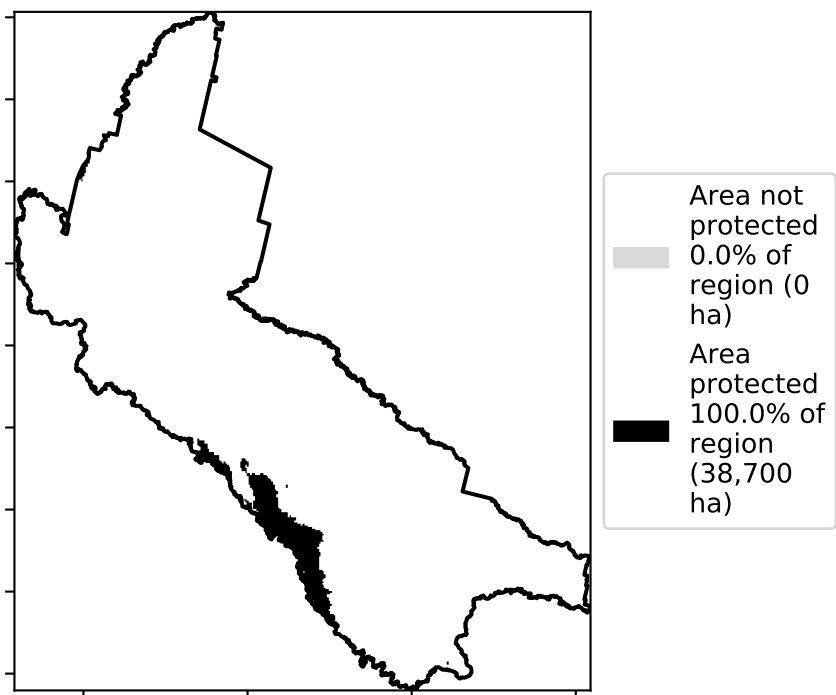 Area not
protected
0.0% of
region (0
ha)
Area
protected
100.0% of
region
(38,700
ha)